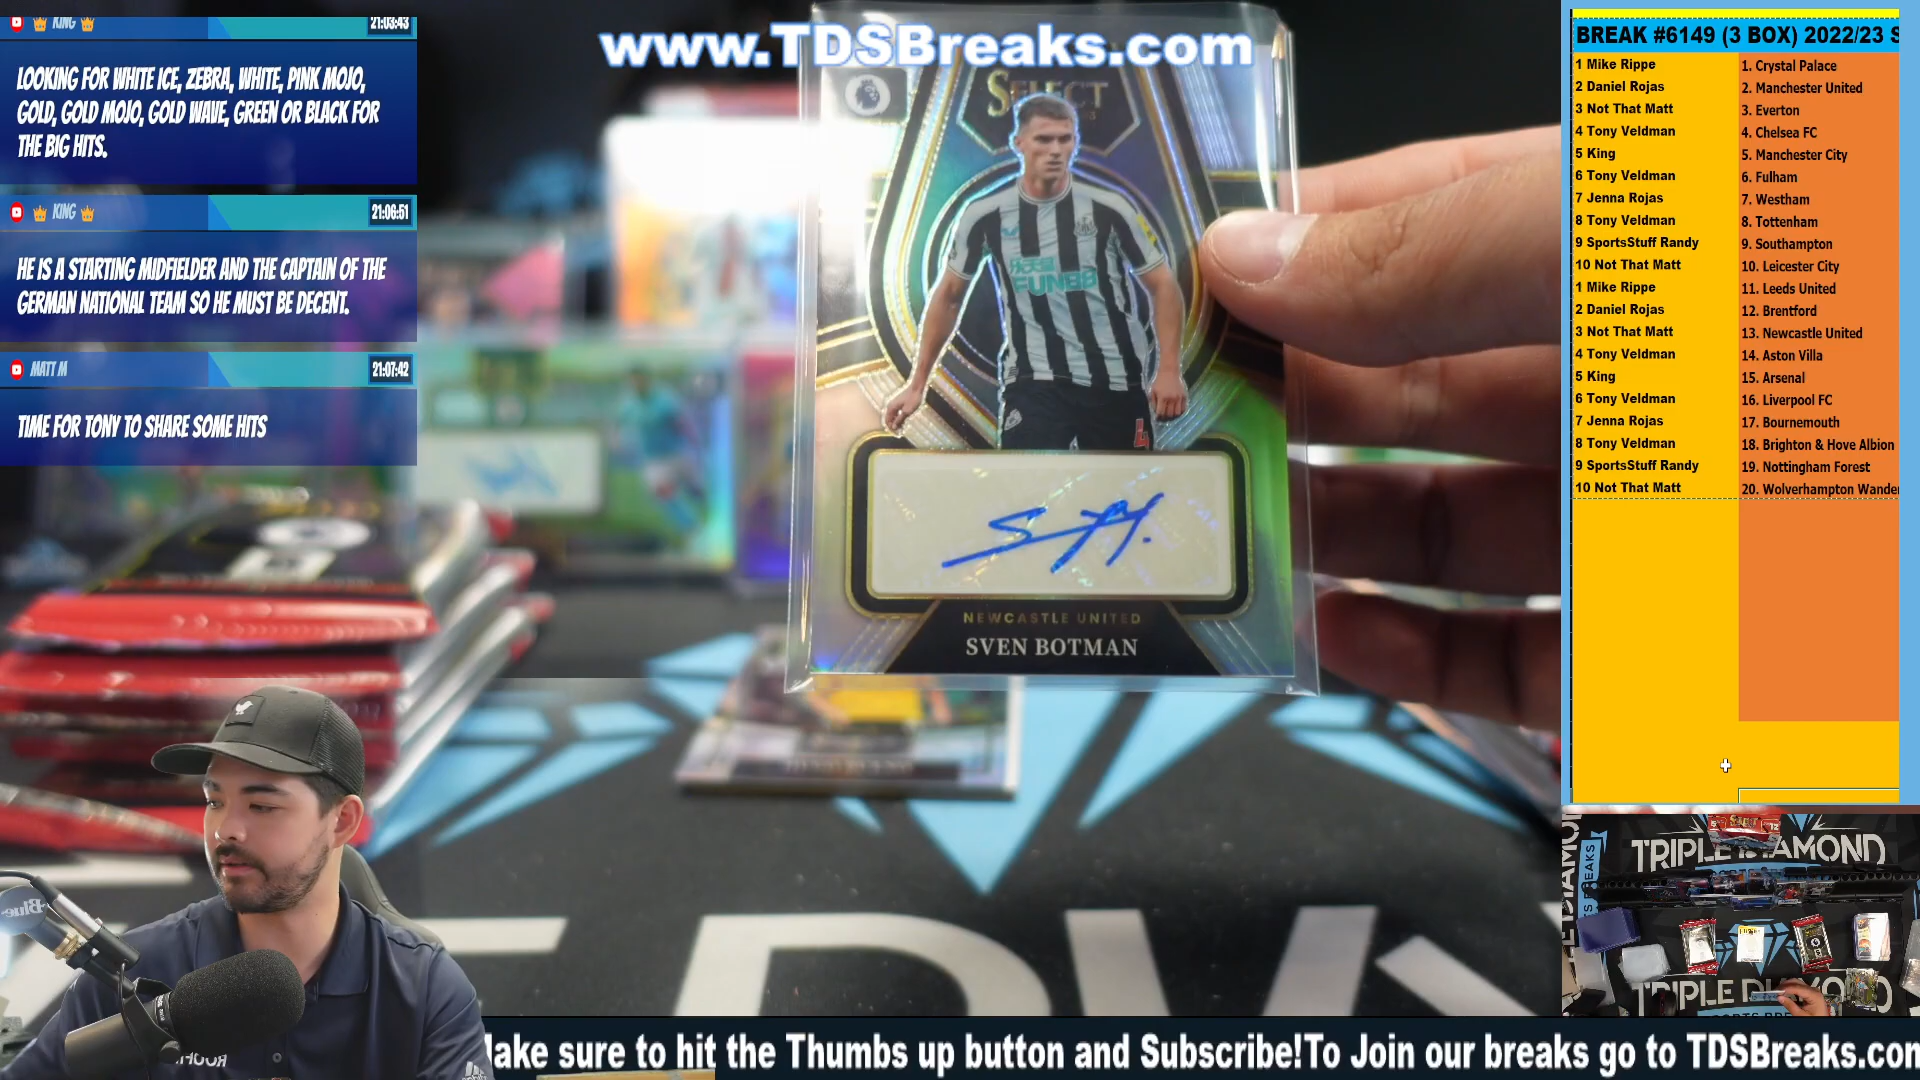 www.TDSBreaks.com
KING
21:03:43
LOOKING FOR WHITE ICE, ZEBRA, WHITE, PINK MOJO,
GOLD, GOLD MOJO, GOLD WAVE, GREEN OR BLACK FOR
THE BIG HITS.
KING
21:06:51
HE IS A STARTING MIDFIELDER AND THE CAPTAIN OF THE
GERMAN NATIONAL TEAM SO HE MUST BE DECENT.
MATT M
21:07:42
TIME FOR TONY TO SHARE SOME HITS
SELECT
FUN88
NEWCASTLE UNITED
SVEN BOTMAN
BREAK #6149 (3 BOX) 2022/23 S
1 Mike Rippe
2 Daniel Rojas
3 Not That Matt
4 Tony Veldman
5 King
6 Tony Veldman
7 Jenna Rojas
8 Tony Veldman
9 SportsStuff Randy
10 Not That Matt
1 Mike Rippe
2 Daniel Rojas
3 Not That Matt
4 Tony Veldman
5 King
6 Tony Veldman
7 Jenna Rojas
8 Tony Veldman
9 SportsStuff Randy
10 Not That Matt
1. Crystal Palace
2. Manchester United
3. Everton
4. Chelsea FC
5. Manchester City
6. Fulham
7. Westham
8. Tottenham
9. Southampton
10. Leicester City
11. Leeds United
12. Brentford
13. Newcastle United
14. Aston Villa
15. Arsenal
16. Liverpool FC
17. Bournemouth
18. Brighton & Hove Albion
19. Nottingham Forest
20. Wolverhampton Wande
TRIPLE DIAMOND
TRIPLE DIAMOND
BREAKS
Blue
ake sure to hit the Thumbs up button and Subscribe!To Join our breaks go to TDSBreaks.com